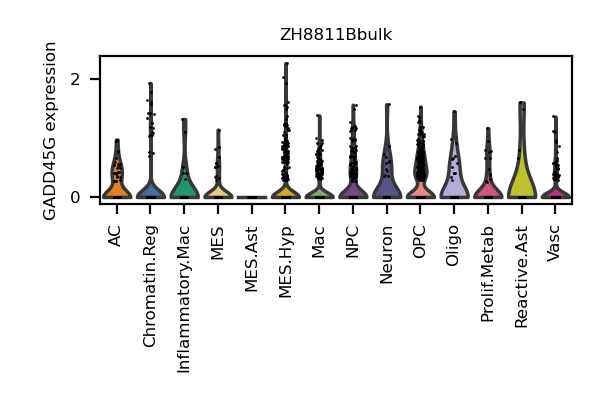 ZH8811Bbulk
GADD45G expression
2
0
AC
Chromatin.Reg
Inflammatory.Mac
MES
MES.Ast
MES.Hyp
Mac
NPC
Neuron
OPC
Oligo
Prolif.Metab
Reactive.Ast
Vasc